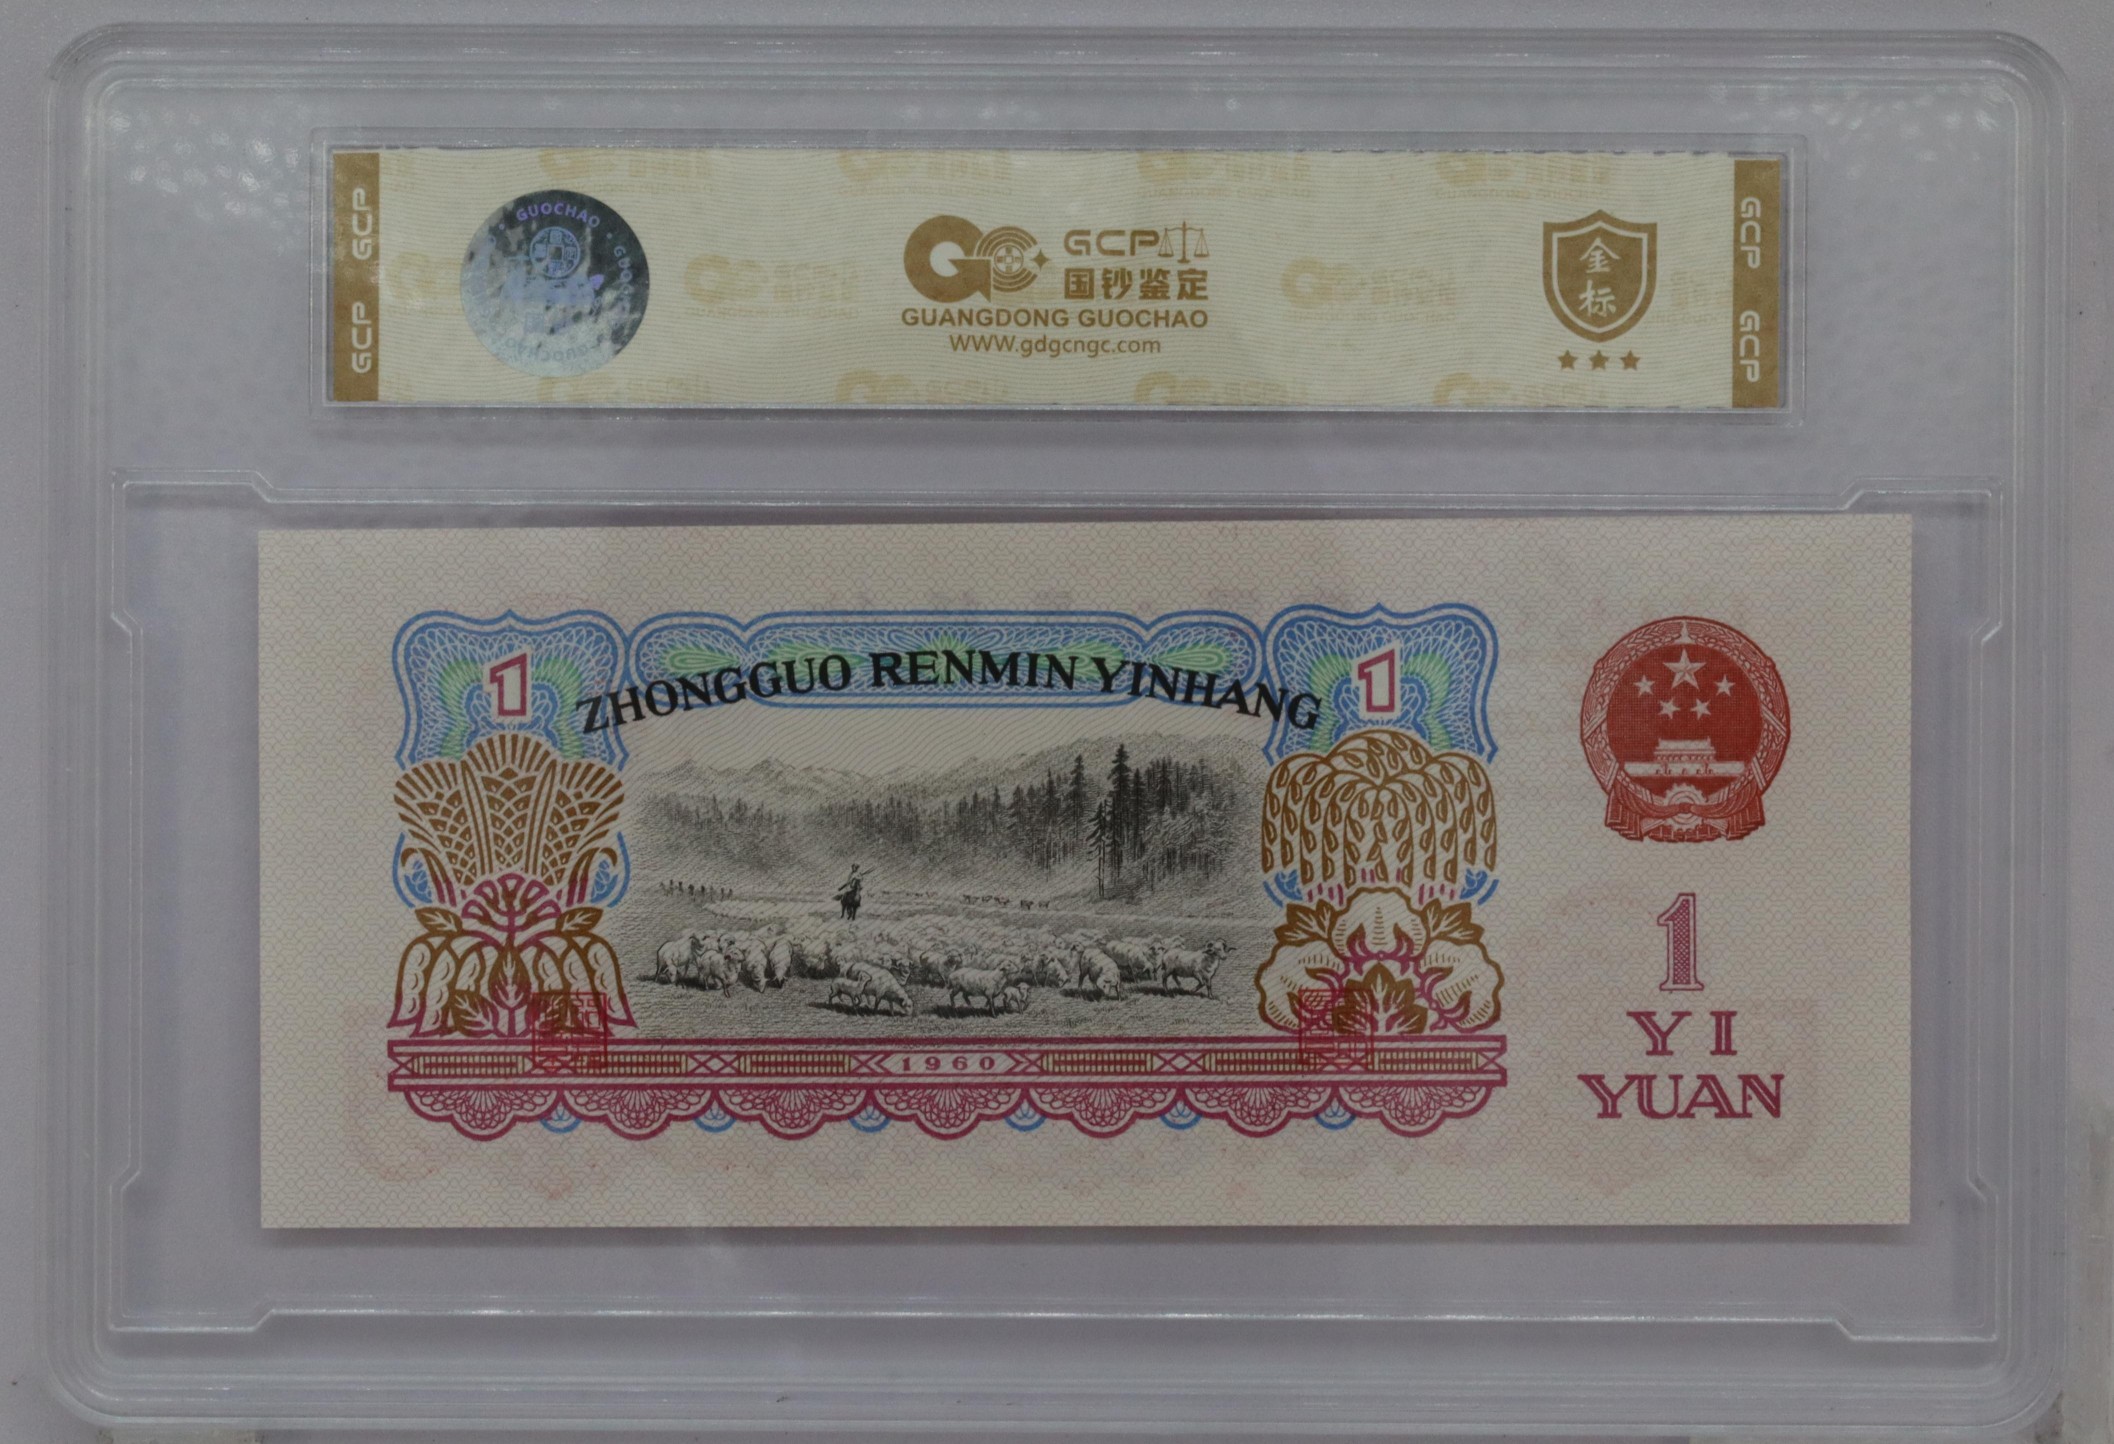 GCP GCP
GUOCHAO
GCP
国钞鉴定
GUANGDONG GUOCHAO
WWW.gdgcngc.com
金
标
GCP GCP
1
ZHONGGUO RENMIN YINHANG
1
1960
1
YI
YUAN